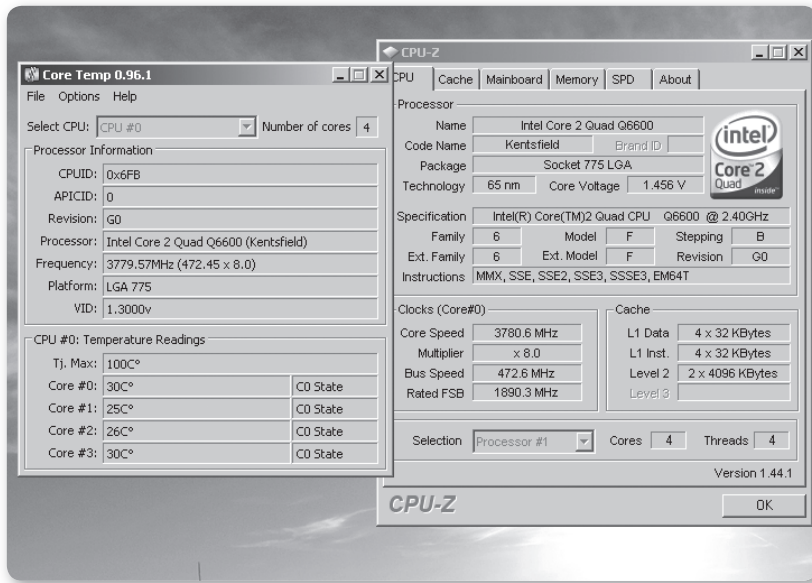 Core Temp 0.96.1
File Options Help
Select CPU: CPU #0 Number of cores 4
Processor Information
CPUID: 0x6FB
APICID: 0
Revision: G0
Processor: Intel Core 2 Quad Q6600 (Kentsfield)
Frequency: 3779.57MHz (472.45 x 8.0)
Platform: LGA 775
VID: 1.3000v
CPU #0: Temperature Readings
Tj. Max: 100C°
Core #0: 30C° C0 State
Core #1: 25C° C0 State
Core #2: 26C° C0 State
Core #3: 30C° C0 State
CPU-Z
CPU Cache Mainboard Memory SPD About
Processor
Name Intel Core 2 Quad Q6600
Code Name Kentsfield Brand ID
Package Socket 775 LGA
Technology 65 nm Core Voltage 1.456 V
intel
Core™2
Quad inside™
Specification Intel(R) Core(TM)2 Quad CPU Q6600 @ 2.40GHz
Family 6 Model F Stepping B
Ext. Family 6 Ext. Model F Revision G0
Instructions MMX, SSE, SSE2, SSE3, SSSE3, EM64T
Clocks (Core#0)
Core Speed 3780.6 MHz
Multiplier x 8.0
Bus Speed 472.6 MHz
Rated FSB 1890.3 MHz
Cache
L1 Data 4 x 32 KBytes
L1 Inst. 4 x 32 KBytes
Level 2 2 x 4096 KBytes
Level 3
Selection Processor #1 Cores 4 Threads 4
Version 1.44.1
CPU-Z OK